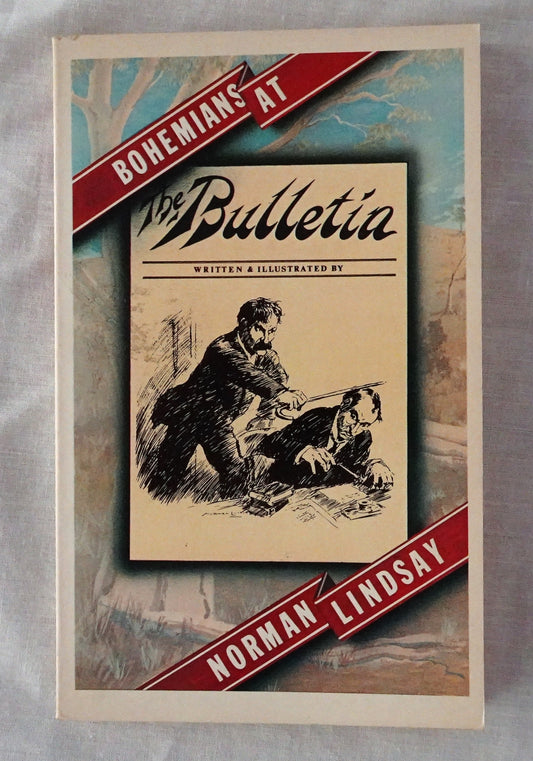 BOHEMIANS AT
The Bulletin
WRITTEN & ILLUSTRATED BY
NORMAN LINDSAY